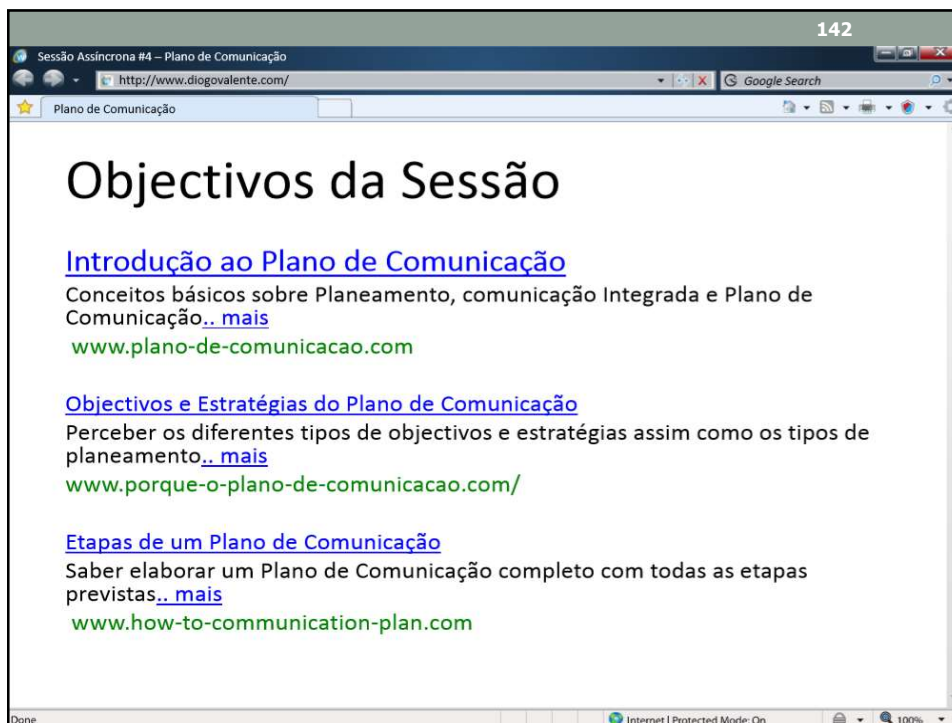 142
Sessão Assíncrona #4 – Plano de Comunicação
http://www.diogovalente.com/
Google Search
Plano de Comunicação
Objectivos da Sessão
Introdução ao Plano de Comunicação
Conceitos básicos sobre Planeamento, comunicação Integrada e Plano de
Comunicação.. mais
www.plano-de-comunicacao.com
Objectivos e Estratégias do Plano de Comunicação
Perceber os diferentes tipos de objectivos e estratégias assim como os tipos de
planeamento.. mais
www.porque-o-plano-de-comunicacao.com/
Etapas de um Plano de Comunicação
Saber elaborar um Plano de Comunicação completo com todas as etapas
previstas.. mais
www.how-to-communication-plan.com
Done
Internet | Protected Mode: On
100%